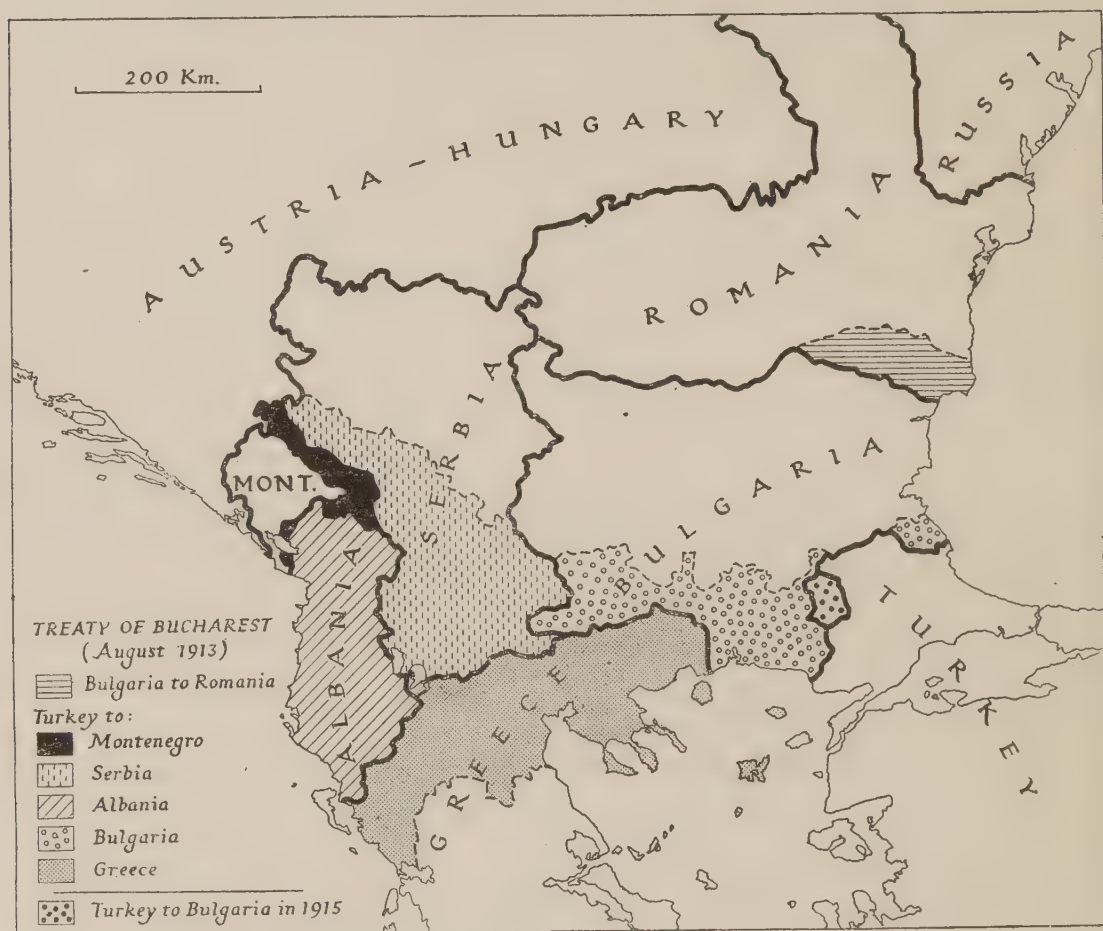 200 Km.
AUSTRIA-HUNGARY
RUSSIA
ROMANIA
SERBIA
BULGARIA
MONT.
ALBANIA
TURKEY
GREECE
TREATY OF BUCHAREST
(August 1913)
Bulgaria to Romania
Turkey to:
Montenegro
Serbia
Albania
Bulgaria
Greece
Turkey to Bulgaria in 1915